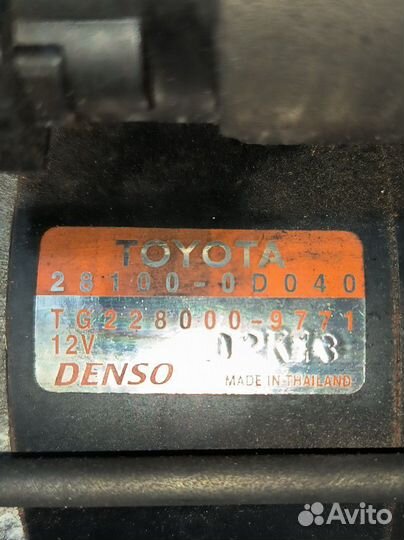 TOYOTA
28100-0D040
TG228000-9771
12V
DENSO
MADE IN THAILAND
Avito